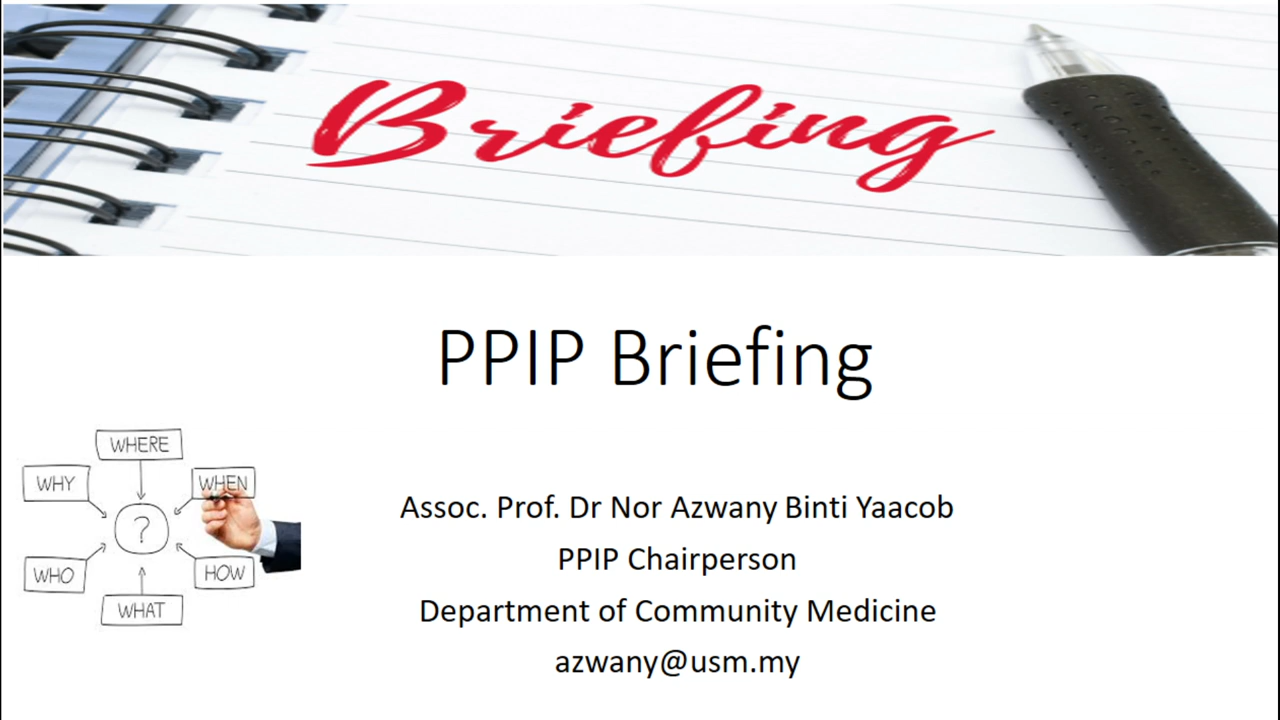 Briefing
PPIP Briefing
WHERE
WHY
WHEN
?
WHO
HOW
WHAT
Assoc. Prof. Dr Nor Azwany Binti Yaacob
PPIP Chairperson
Department of Community Medicine
azwany@usm.my